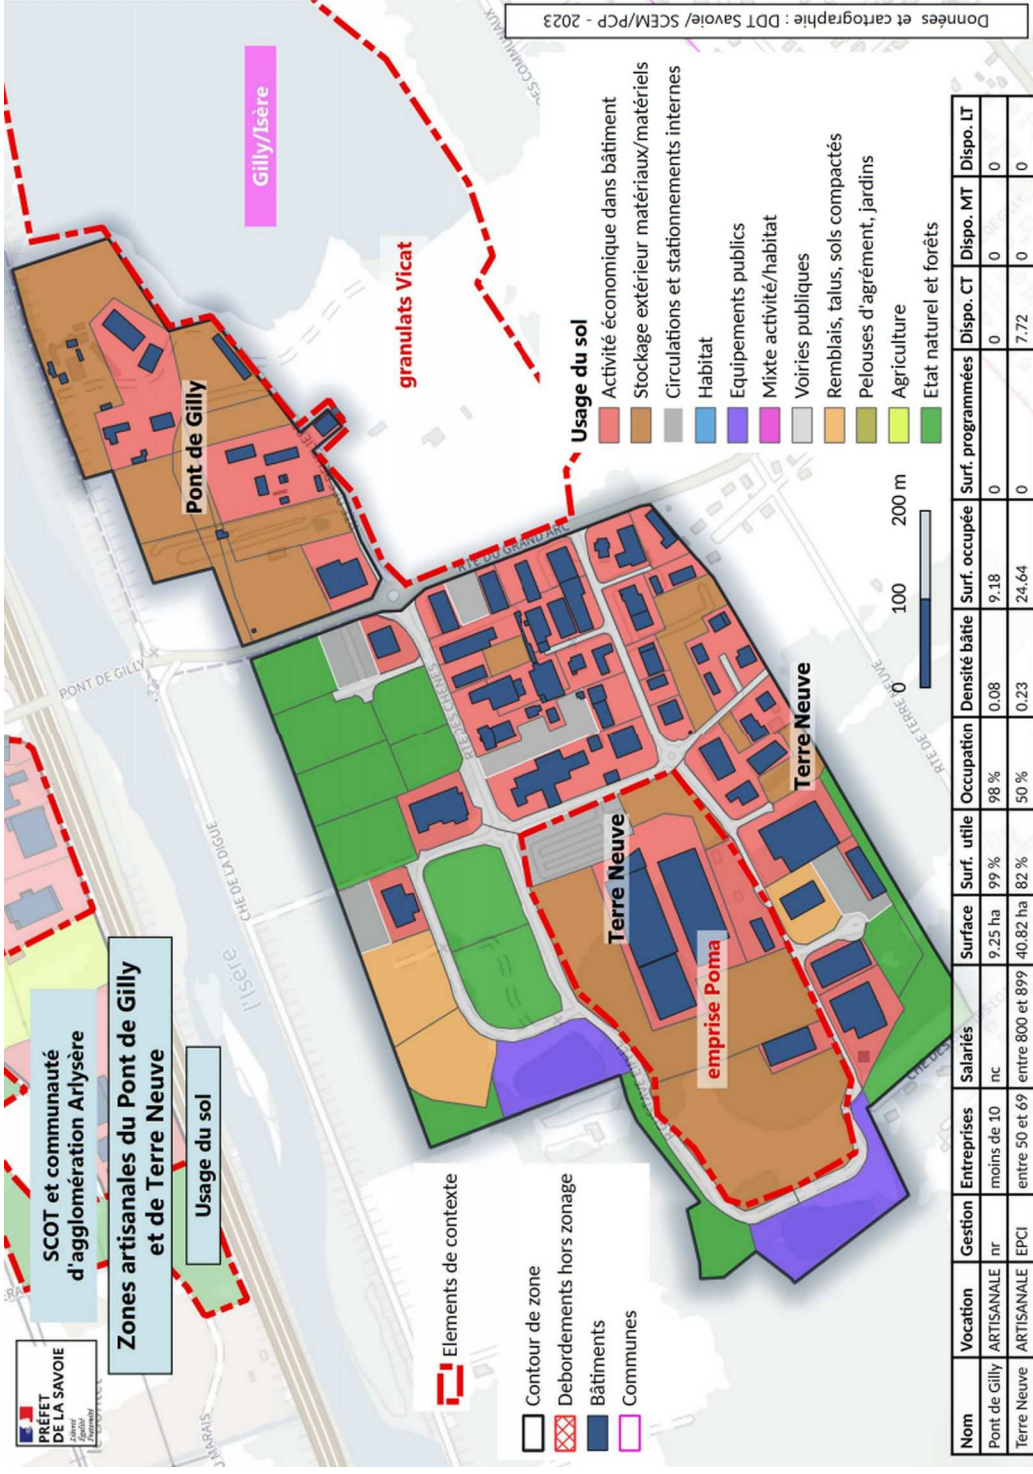 PRÉFET
DE LA SAVOIE
Liberté
Égalité
Fraternité
SCOT et communauté
d'agglomération Arlysère
Zones artisanales du Pont de Gilly
et de Terre Neuve
Usage du sol
Gilly/Isère
granulats Vicat
Pont de Gilly
Terre Neuve
emprise Poma
Terre Neuve
PONT DE GILLY
CHE DE LA DIGUE
l'Isère
RTE DES CHENES
RTE DU GRAND ARC
RTE DE TERRE NEUVE
U MARAIS
DES COMMUNAUX
Elements de contexte
Contour de zone
Debordements hors zonage
Bâtiments
Communes
0 100 200 m
Usage du sol
Activité économique dans bâtiment
Stockage extérieur matériaux/matériels
Circulations et stationnements internes
Habitat
Equipements publics
Mixte activité/habitat
Voiries publiques
Remblais, talus, sols compactés
Pelouses d'agrément, jardins
Agriculture
Etat naturel et forêts
Nom Vocation Gestion Entreprises Salariés Surface Surf. utile Occupation Densité bâtie Surf. occupée Surf. programmées Dispo. CT Dispo. MT Dispo. LT
Pont de Gilly ARTISANALE nr moins de 10 nc 9.25 ha 99 % 98 % 0.08 9.18 0 0 0 0
Terre Neuve ARTISANALE EPCI entre 50 et 69 entre 800 et 899 40.82 ha 82 % 50 % 0.23 24.64 0 7.72 0 0
Données et cartographie : DDT Savoie/ SCEM/PCP - 2023